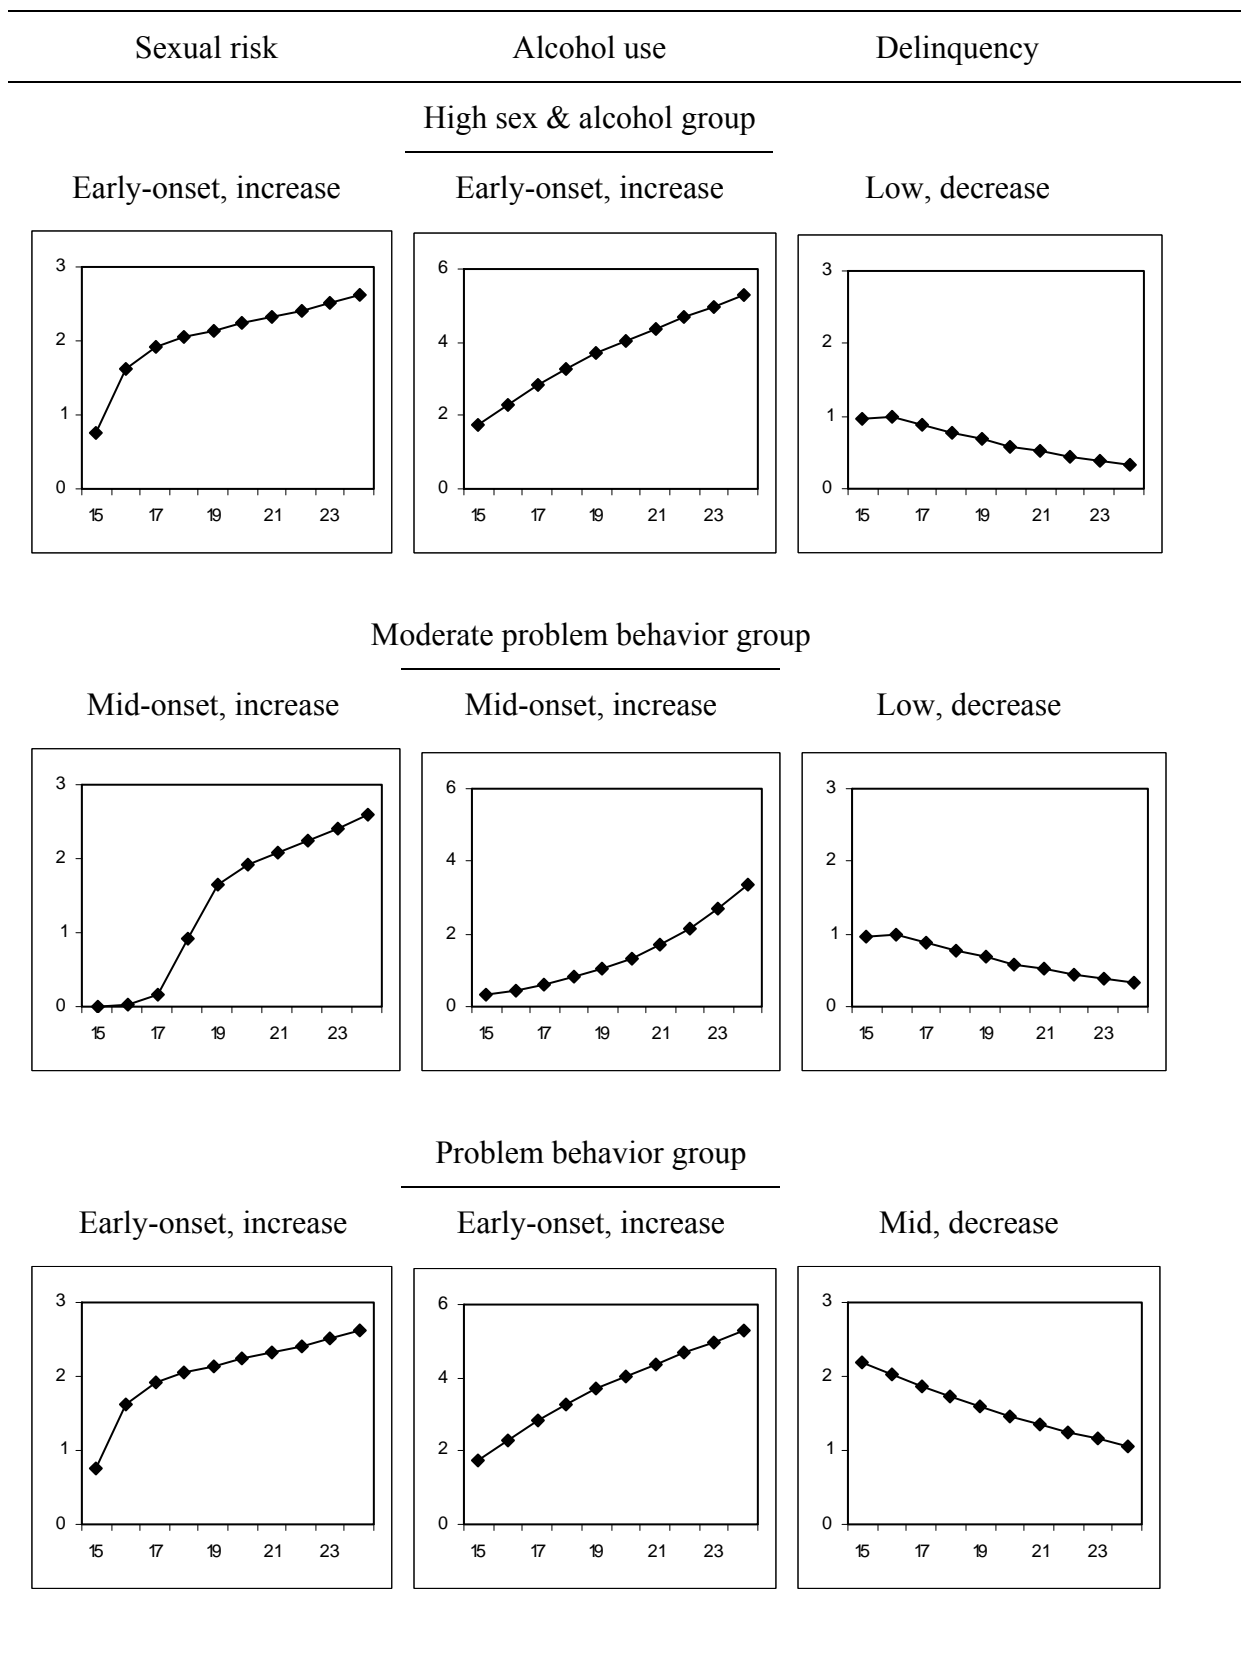 Sexual risk Alcohol use Delinquency
High sex & alcohol group
Early-onset, increase Early-onset, increase Low, decrease
3 6 3
2 4 2
1 2 1
0 0 0
15 17 19 21 23 15 17 19 21 23 15 17 19 21 23
Moderate problem behavior group
Mid-onset, increase Mid-onset, increase Low, decrease
3 6 3
2 4 2
1 2 1
0 0 0
15 17 19 21 23 15 17 19 21 23 15 17 19 21 23
Problem behavior group
Early-onset, increase Early-onset, increase Mid, decrease
3 6 3
2 4 2
1 2 1
0 0 0
15 17 19 21 23 15 17 19 21 23 15 17 19 21 23